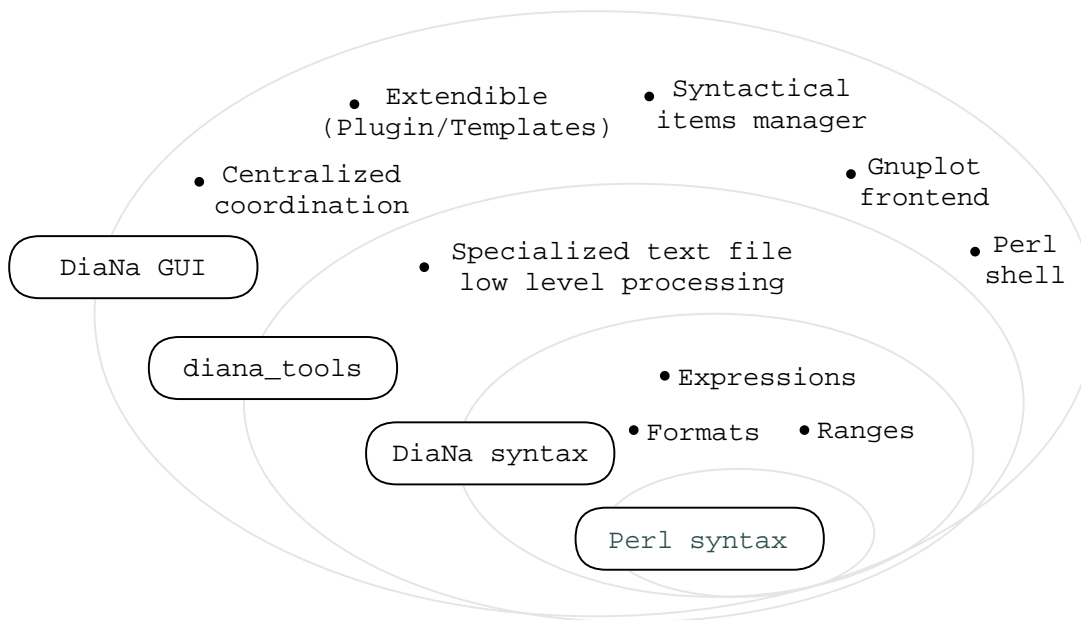 Extendible
(Plugin/Templates)
Syntactical
items manager
Centralized
coordination
Gnuplot
frontend
Perl
shell
DiaNa GUI
Specialized text file
low level processing
diana_tools
Expressions
Formats
Ranges
DiaNa syntax
Perl syntax